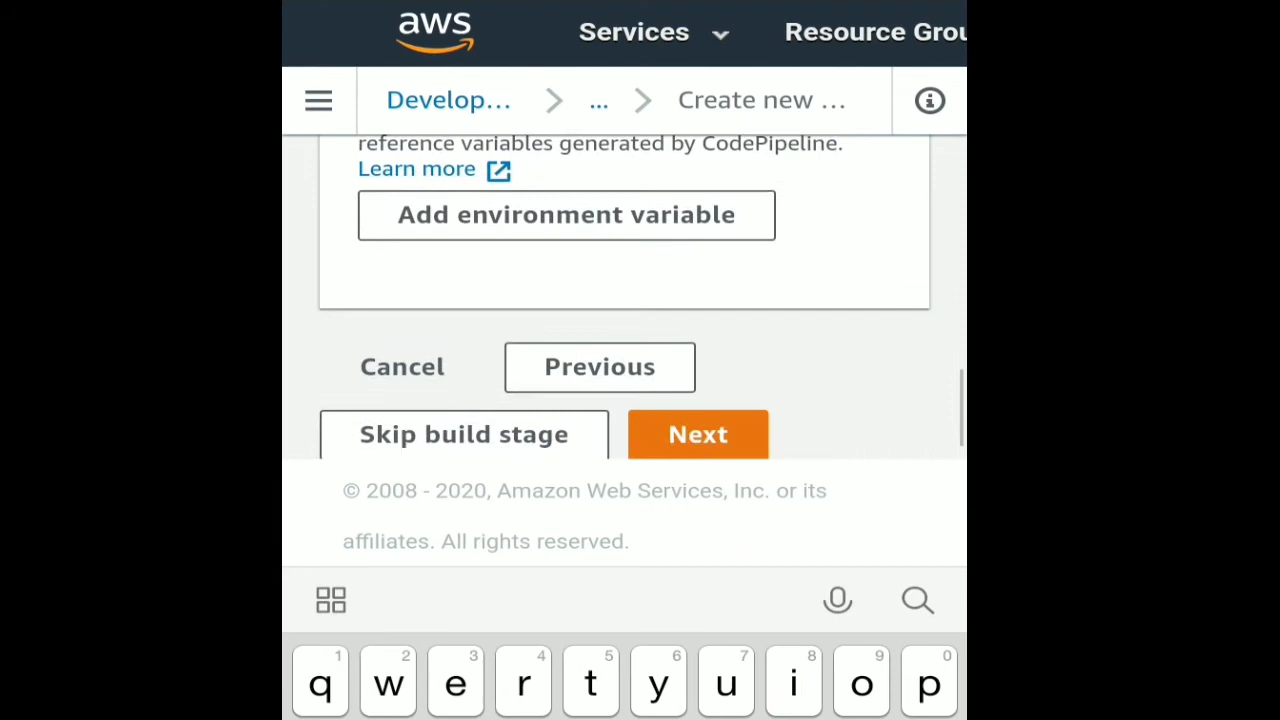 aws
Services Resource Grou
Develop... ... Create new ...
reference variables generated by CodePipeline.
Learn more
Add environment variable
Cancel Previous
Skip build stage Next
© 2008 - 2020, Amazon Web Services, Inc. or its
affiliates. All rights reserved.
1 2 3 4 5 6 7 8 9 0
q w e r t y u i o p